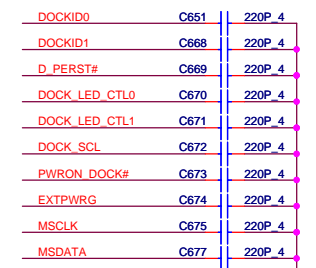 DOCKID0 C651 220P_4
DOCKID1 C668 220P_4
D_PERST# C669 220P_4
DOCK_LED_CTL0 C670 220P_4
DOCK_LED_CTL1 C671 220P_4
DOCK_SCL C672 220P_4
PWRON_DOCK# C673 220P_4
EXTPWRG C674 220P_4
MSCLK C675 220P_4
MSDATA C677 220P_4